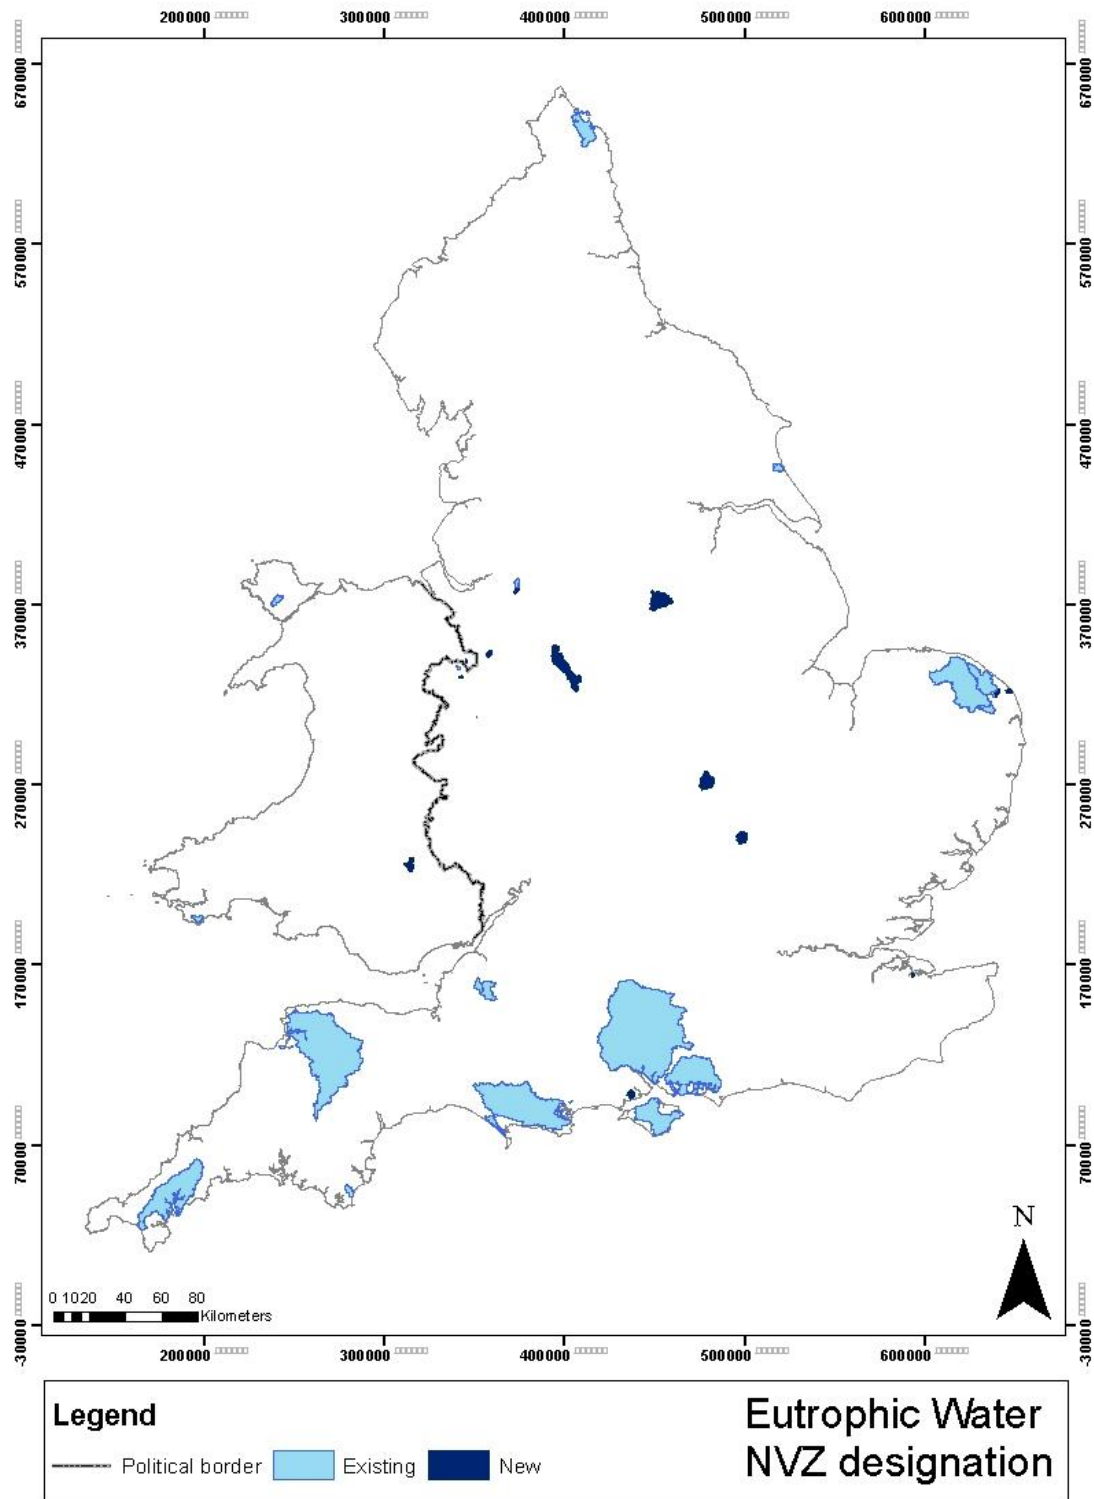 200000 300000 400000 500000 600000
670000 670000
570000 570000
470000 470000
370000 370000
270000 270000
170000 170000
70000 70000
N
0 10 20 40 60 80
Kilometers
-30000 -30000
200000 300000 400000 500000 600000
Legend
Political border Existing New
Eutrophic Water
NVZ designation